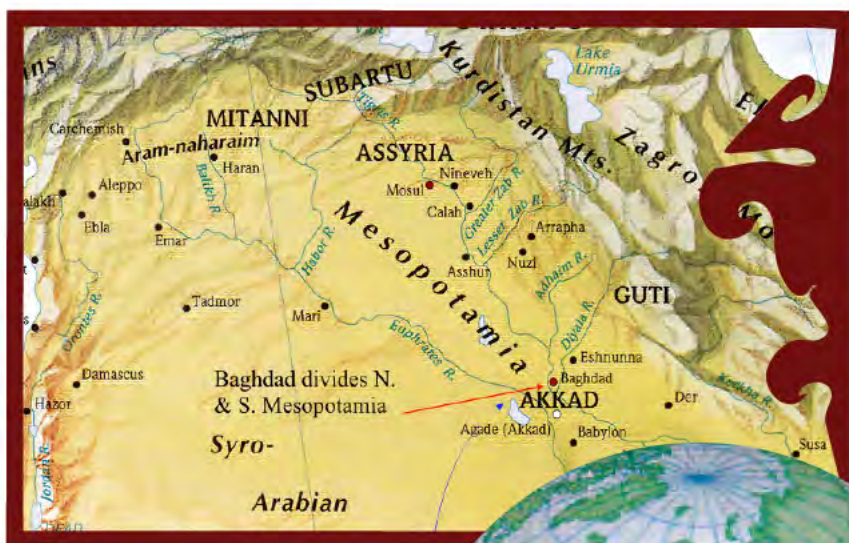 Lake
Urmia
SUBARTU
Kurdistan Mts.
Tigris R.
MITANNI
Carchemish
Aram-naharaim
Haran
Balikh R.
ASSYRIA
Zagro
Mosul
Nineveh
Aleppo
Calah
Greater Zab R.
Lesser Zab R.
Ebla
Emar
Mesopotamia
Habor R.
Arrapha
Nuzi
Asshur
Adhaim R.
GUTI
Orontes R.
Tadmor
Mari
Diyala R.
Euphrates R.
Eshnunna
Damascus
Baghdad divides N.
& S. Mesopotamia
Baghdad
AKKAD
Der
Hazor
Agade (Akkad)
Babylon
Susa
Syro-
Jordan R.
Arabian